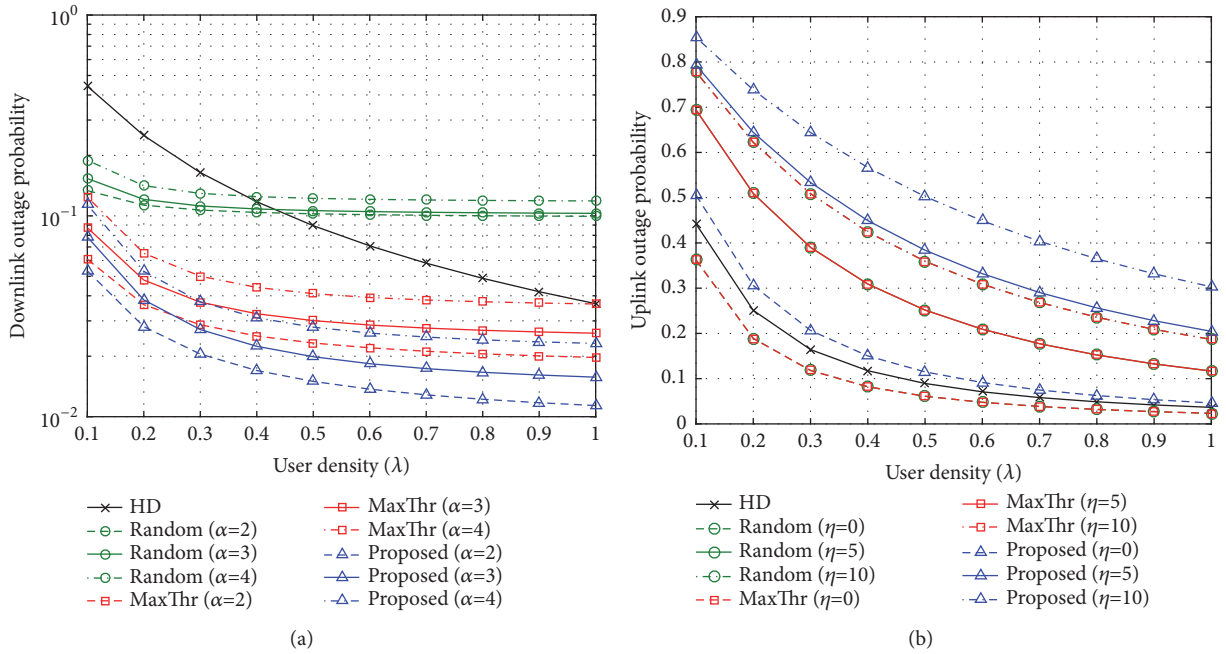 10^0
10^-1
10^-2
Downlink outage probability
0.1 0.2 0.3 0.4 0.5 0.6 0.7 0.8 0.9 1
User density (λ)
HD
Random (α=2)
Random (α=3)
Random (α=4)
MaxThr (α=2)
MaxThr (α=3)
MaxThr (α=4)
Proposed (α=2)
Proposed (α=3)
Proposed (α=4)
(a)
0.9
0.8
0.7
0.6
0.5
0.4
0.3
0.2
0.1
0
Uplink outage probability
0.1 0.2 0.3 0.4 0.5 0.6 0.7 0.8 0.9 1
User density (λ)
HD
Random (η=0)
Random (η=5)
Random (η=10)
MaxThr (η=0)
MaxThr (η=5)
MaxThr (η=10)
Proposed (η=0)
Proposed (η=5)
Proposed (η=10)
(b)